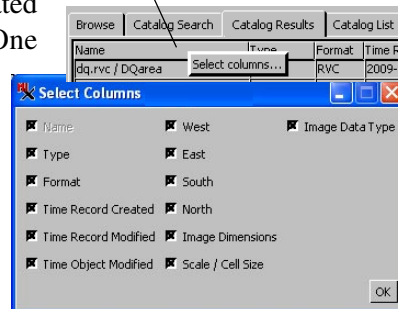 ated
One
Browse Catalog Search Catalog Results Catalog List
Name Type Format Time R
dq.rvc / DQarea RVC 2009-
Select columns...
Select Columns
Name West Image Data Type
Type East
Format South
Time Record Created North
Time Record Modified Image Dimensions
Time Object Modified Scale / Cell Size
OK